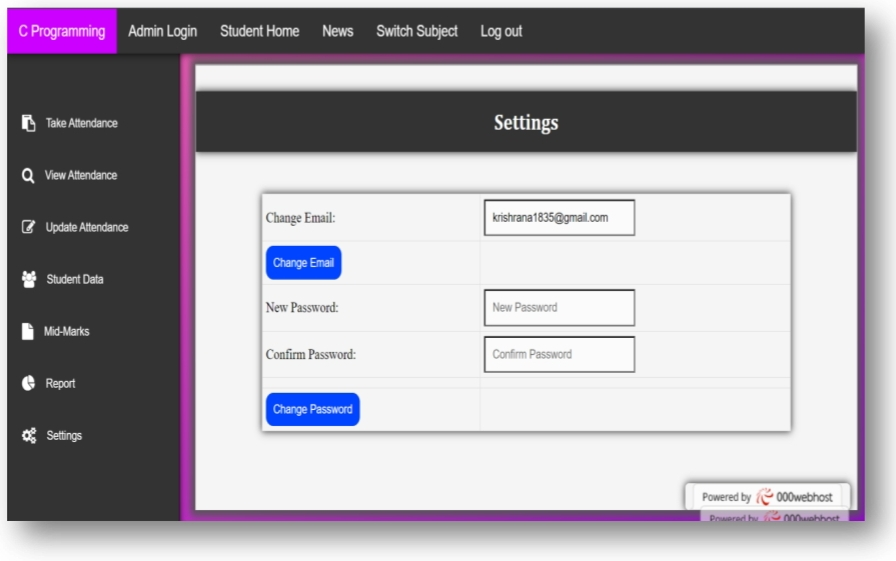 C Programming Admin Login Student Home News Switch Subject Log out
Settings
Take Attendance
View Attendance
Update Attendance
Student Data
Mid-Marks
Report
Settings
Change Email: krishrana1835@gmail.com
Change Email
New Password: New Password
Confirm Password: Confirm Password
Change Password
Powered by 000webhost
Powered by 000webhost